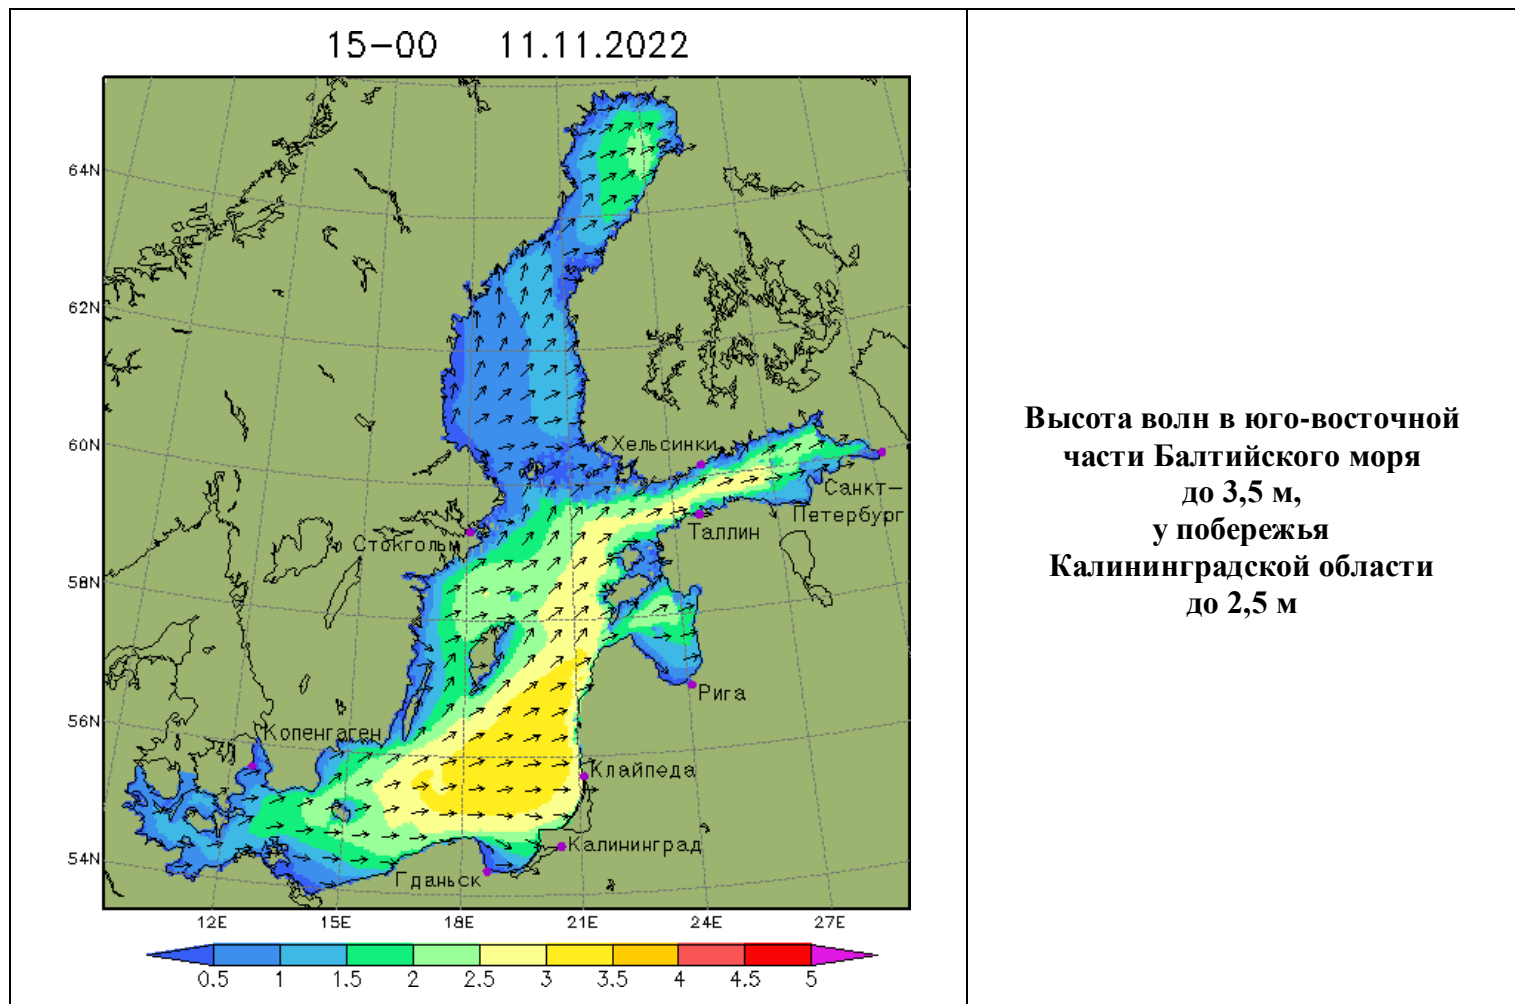 15-00 11.11.2022
64N
62N
60N
58N
56N
54N
Хельсинки
Санкт-
Петербург
Таллин
Стокгольм
Рига
Копенгаген
Клайпеда
Калининград
Гданьск
12E 15E 18E 21E 24E 27E
0.5 1 1.5 2 2.5 3 3.5 4 4.5 5
Высота волн в юго-восточной
части Балтийского моря
до 3,5 м,
у побережья
Калининградской области
до 2,5 м